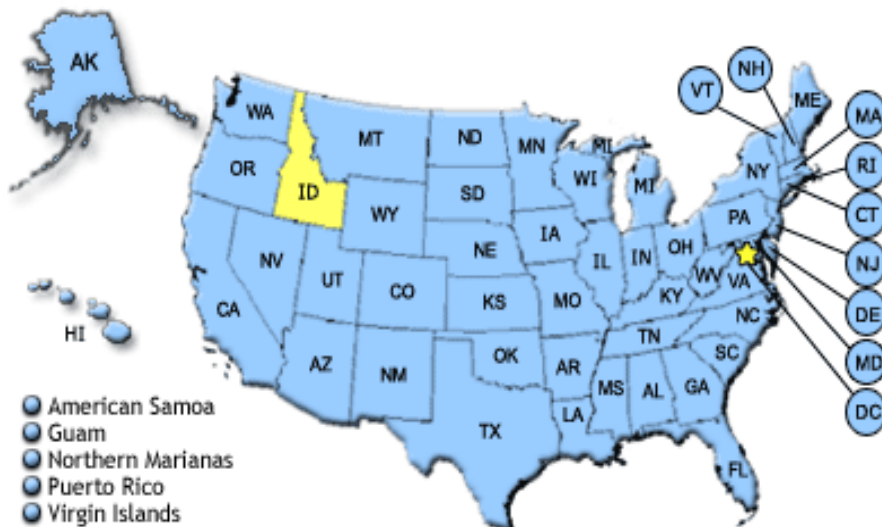 AK
WA
MT
ND
MN
MI
WI
MI
NY
ME
VT
NH
MA
RI
CT
NJ
DE
MD
DC
OR
ID
WY
SD
IA
NE
PA
OH
IN
IL
WV
VA
NV
UT
CO
KS
MO
KY
NC
CA
AZ
NM
OK
AR
TN
SC
MS
AL
GA
TX
LA
FL
HI
American Samoa
Guam
Northern Marianas
Puerto Rico
Virgin Islands